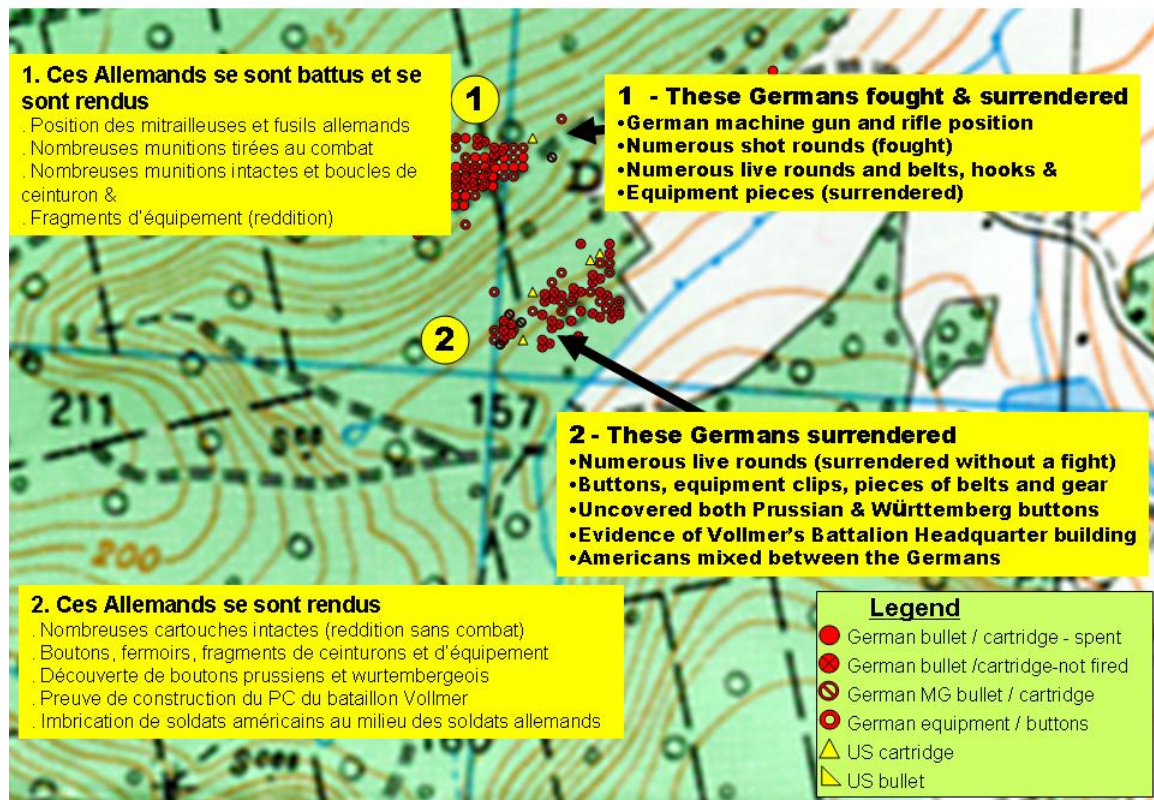 1. Ces Allemands se sont battus et se
sont rendus
. Position des mitrailleuses et fusils allemands
. Nombreuses munitions tirées au combat
. Nombreuses munitions intactes et boucles de
ceinturon &
. Fragments d'équipement (reddition)
1
1 - These Germans fought & surrendered
•German machine gun and rifle position
•Numerous shot rounds (fought)
•Numerous live rounds and belts, hooks &
•Equipment pieces (surrendered)
2
211
157
Sce
2 - These Germans surrendered
•Numerous live rounds (surrendered without a fight)
•Buttons, equipment clips, pieces of belts and gear
•Uncovered both Prussian & Württemberg buttons
•Evidence of Vollmer's Battalion Headquarter building
•Americans mixed between the Germans
200
2. Ces Allemands se sont rendus
. Nombreuses cartouches intactes (reddition sans combat)
. Boutons, fermoirs, fragments de ceinturons et d'équipement
. Découverte de boutons prussiens et wurtembergeois
. Preuve de construction du PC du bataillon Vollmer
. Imbrication de soldats américains au milieu des soldats allemands
Legend
German bullet / cartridge - spent
German bullet /cartridge-not fired
German MG bullet / cartridge
German equipment / buttons
US cartridge
US bullet